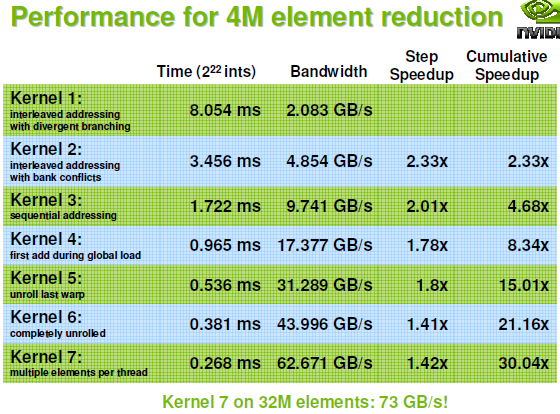 Performance for 4M element reduction
NVIDI
Time (2²² ints) Bandwidth Step Speedup Cumulative Speedup
Kernel 1:
interleaved addressing
with divergent branching
8.054 ms 2.083 GB/s
Kernel 2:
interleaved addressing
with bank conflicts
3.456 ms 4.854 GB/s 2.33x 2.33x
Kernel 3:
sequential addressing
1.722 ms 9.741 GB/s 2.01x 4.68x
Kernel 4:
first add during global load
0.965 ms 17.377 GB/s 1.78x 8.34x
Kernel 5:
unroll last warp
0.536 ms 31.289 GB/s 1.8x 15.01x
Kernel 6:
completely unrolled
0.381 ms 43.996 GB/s 1.41x 21.16x
Kernel 7:
multiple elements per thread
0.268 ms 62.671 GB/s 1.42x 30.04x
Kernel 7 on 32M elements: 73 GB/s!